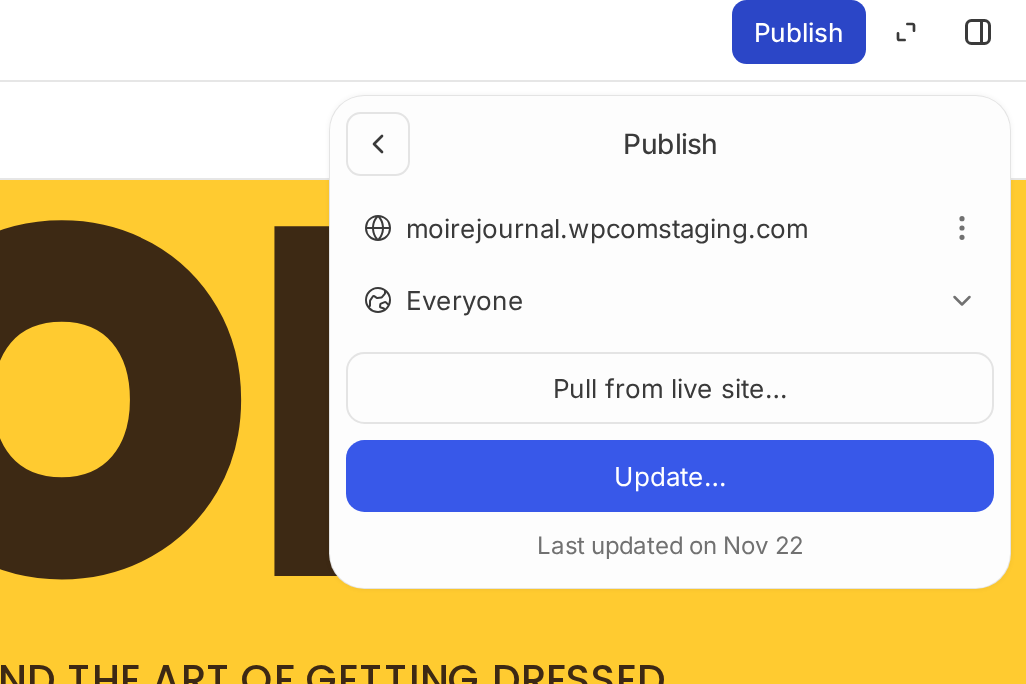 Publish
Publish
moirejournal.wpcomstaging.com
Everyone
Pull from live site...
Update...
Last updated on Nov 22
ND THE ART OF GETTING DRESSED